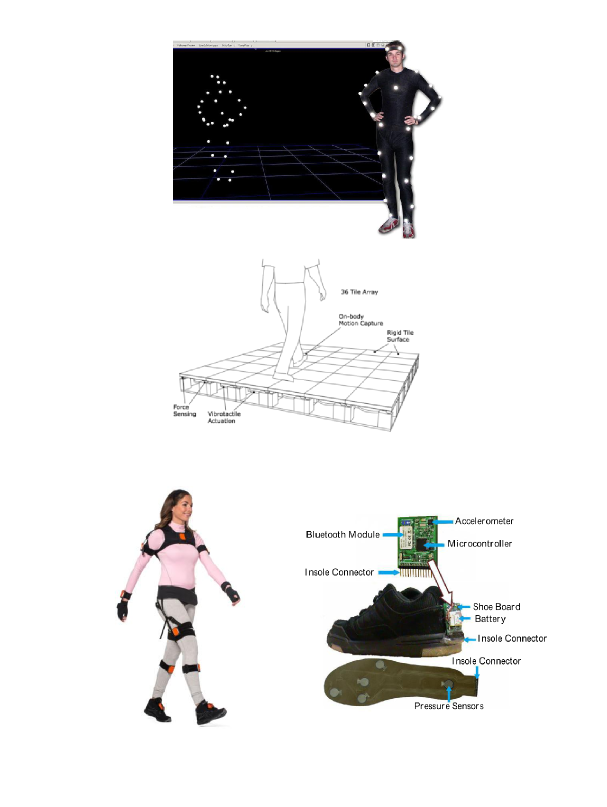 36 Tile Array
On-body
Motion Capture
Rigid Tile
Surface
Force
Sensing
Vibrotactile
Actuation
Accelerometer
Bluetooth Module
Microcontroller
Insole Connector
Shoe Board
Battery
Insole Connector
Insole Connector
Pressure Sensors